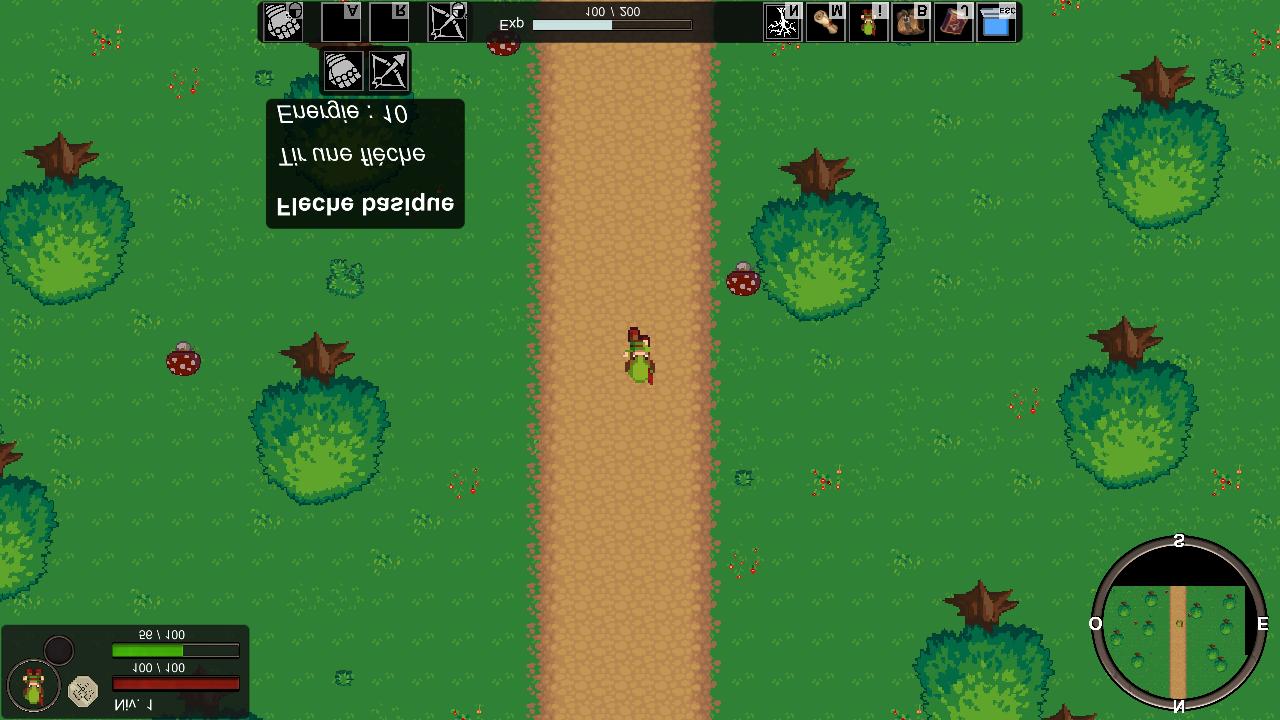 Niv. 1
100 / 100
56 / 100
N
O
E
S
Fleche basique
Tir une flèche
Energie : 10
A
R
Exp
100 / 200
N
M
I
B
J
ESC